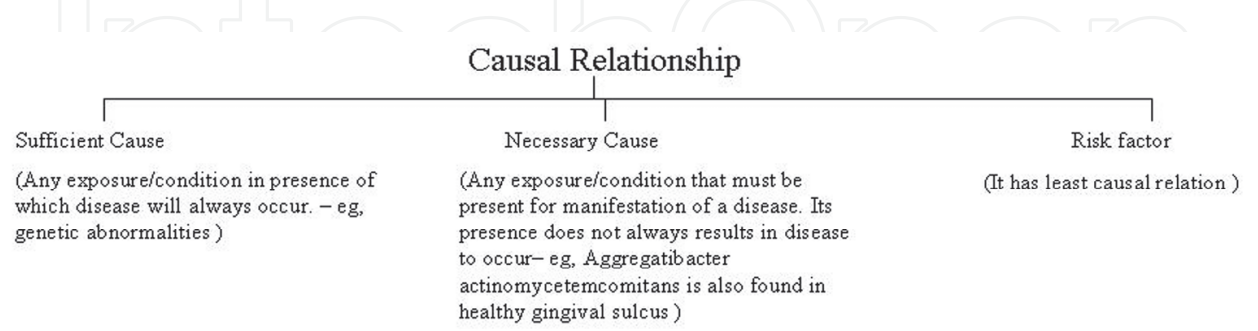 Causal Relationship
Sufficient Cause
(Any exposure/condition in presence of
which disease will always occur. – eg,
genetic abnormalities )
Necessary Cause
(Any exposure/condition that must be
present for manifestation of a disease. Its
presence does not always results in disease
to occur– eg, Aggregatibacter
actinomycetemcomitans is also found in
healthy gingival sulcus )
Risk factor
(It has least causal relation )